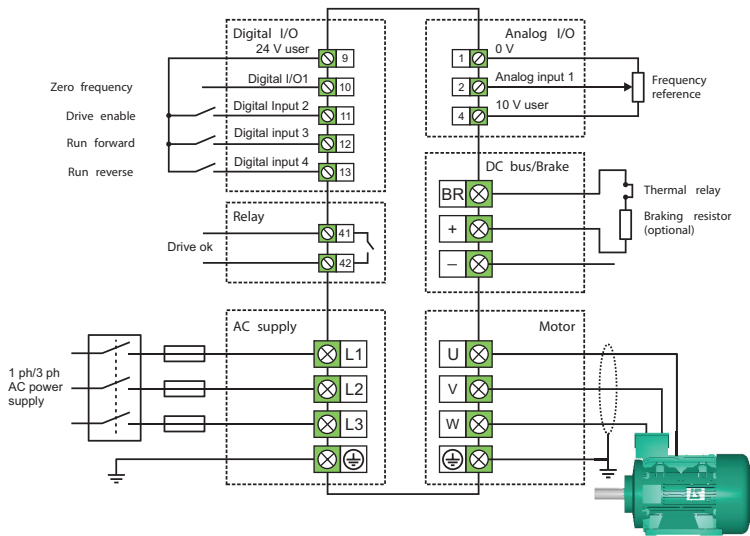 Digital I/O
24 V user
9
Zero frequency
Digital I/O1
10
Drive enable
Digital Input 2
11
Run forward
Digital input 3
12
Run reverse
Digital input 4
13
Relay
Drive ok
41
42
AC supply
1 ph/3 ph
AC power
supply
L1
L2
L3
Analog I/O
0 V
1
Analog input 1
2
10 V user
4
Frequency
reference
DC bus/Brake
BR
+
–
Thermal relay
Braking resistor
(optional)
Motor
U
V
W